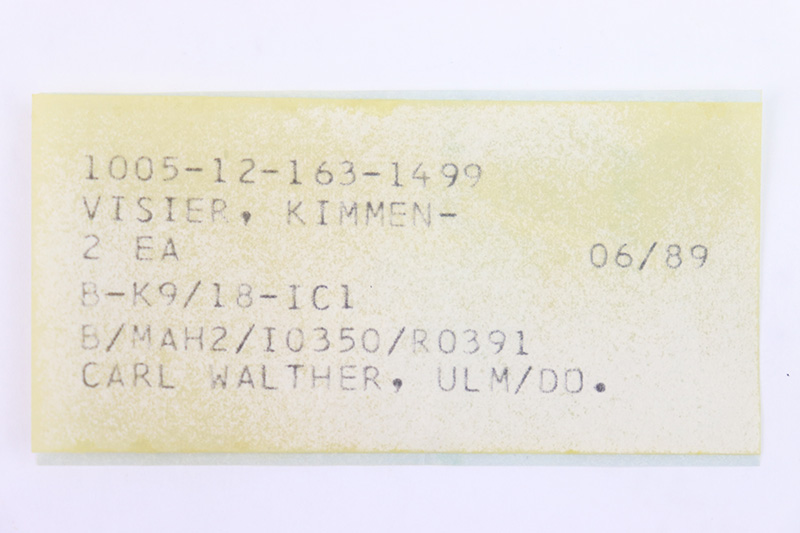 1005-12-163-1499
VISIER, KIMMEN-
2 EA 06/89
B-K9/18-IC1
B/MAH2/I0350/R0391
CARL WALTHER, ULM/DO.